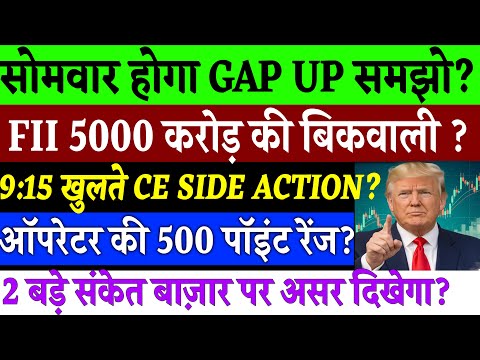 सोमवार होगा GAP UP समझो?
FII 5000 करोड़ की बिकवाली ?
9:15 खुलते CE SIDE ACTION?
ऑपरेटर की 500 पॉइंट रेंज?
2 बड़े संकेत बाज़ार पर असर दिखेगा?